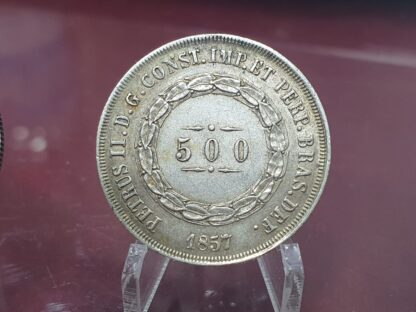 PETRUS II. D. G. CONST. IMP. ET PERP. BRAS. DEF.
500
1857